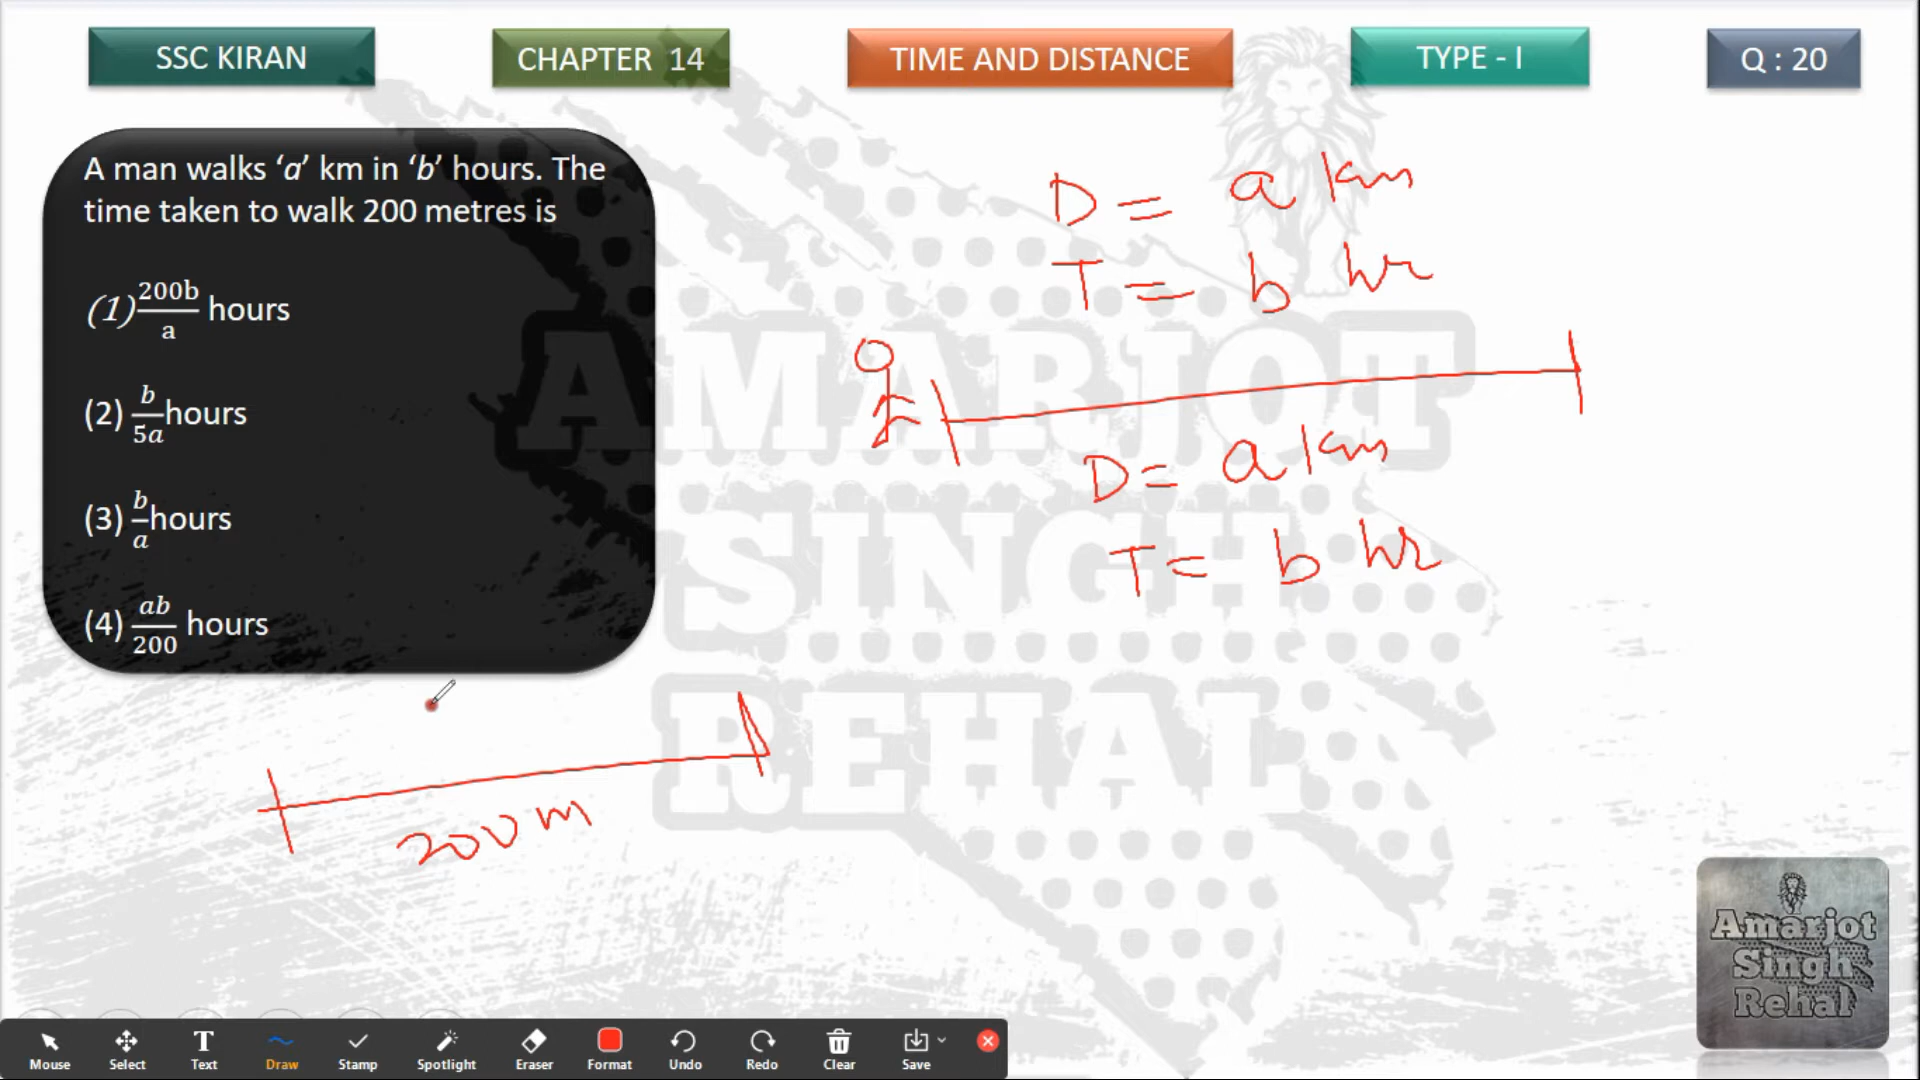 SSC KIRAN
CHAPTER 14
TIME AND DISTANCE
TYPE - I
Q : 20
A man walks ‘a’ km in ‘b’ hours. The
time taken to walk 200 metres is
(1) 200b/a hours
(2) b/5a hours
(3) b/a hours
(4) ab/200 hours
D = a km
T = b hr
D = a km
T = b hr
200 m
AMARJOT
SINGH
REHAL
Amarjot
Singh
Rehal
Mouse
Select
Text
Draw
Stamp
Spotlight
Eraser
Format
Undo
Redo
Clear
Save